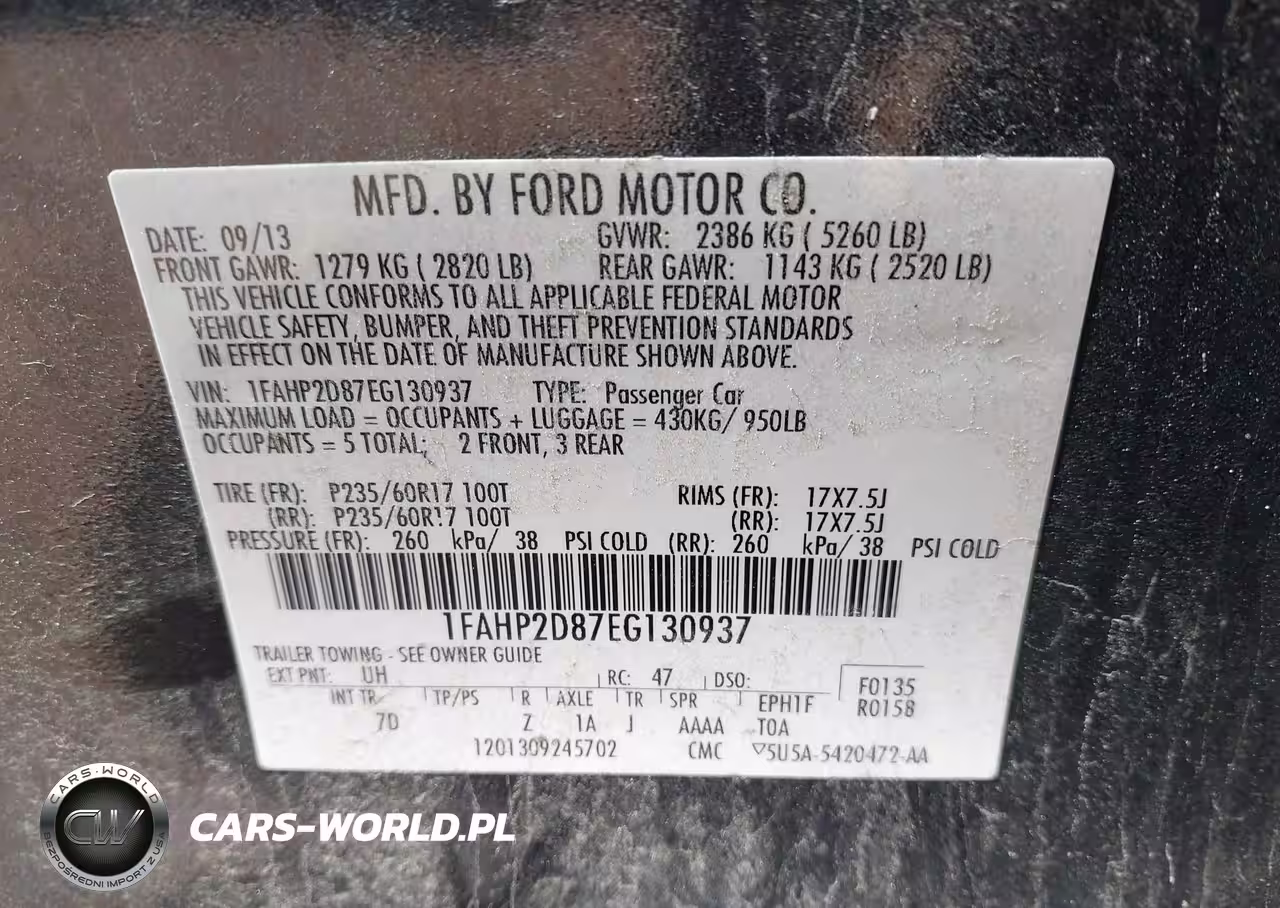 MFD. BY FORD MOTOR CO.
DATE: 09/13 GVWR: 2386 KG ( 5260 LB)
FRONT GAWR: 1279 KG ( 2820 LB) REAR GAWR: 1143 KG ( 2520 LB)
THIS VEHICLE CONFORMS TO ALL APPLICABLE FEDERAL MOTOR
VEHICLE SAFETY, BUMPER, AND THEFT PREVENTION STANDARDS
IN EFFECT ON THE DATE OF MANUFACTURE SHOWN ABOVE.
VIN: 1FAHP2D87EG130937 TYPE: Passenger Car
MAXIMUM LOAD = OCCUPANTS + LUGGAGE = 430KG/ 950LB
OCCUPANTS = 5 TOTAL; 2 FRONT, 3 REAR
TIRE (FR): P235/60R17 100T RIMS (FR): 17X7.5J
(RR): P235/60R17 100T (RR): 17X7.5J
PRESSURE (FR): 260 kPa/ 38 PSI COLD (RR): 260 kPa/ 38 PSI COLD
1FAHP2D87EG130937
TRAILER TOWING - SEE OWNER GUIDE
EXT PNT: UH RC: 47 DSO: F0135
INT TR TP/PS R AXLE TR SPR EPH1F R0158
7D Z 1A J AAAA T0A
1201309245702 CMC ▽5U5A-5420472-AA
CARS-WORLD
CW
BEZPOŚREDNI IMPORT Z USA
CARS-WORLD.PL